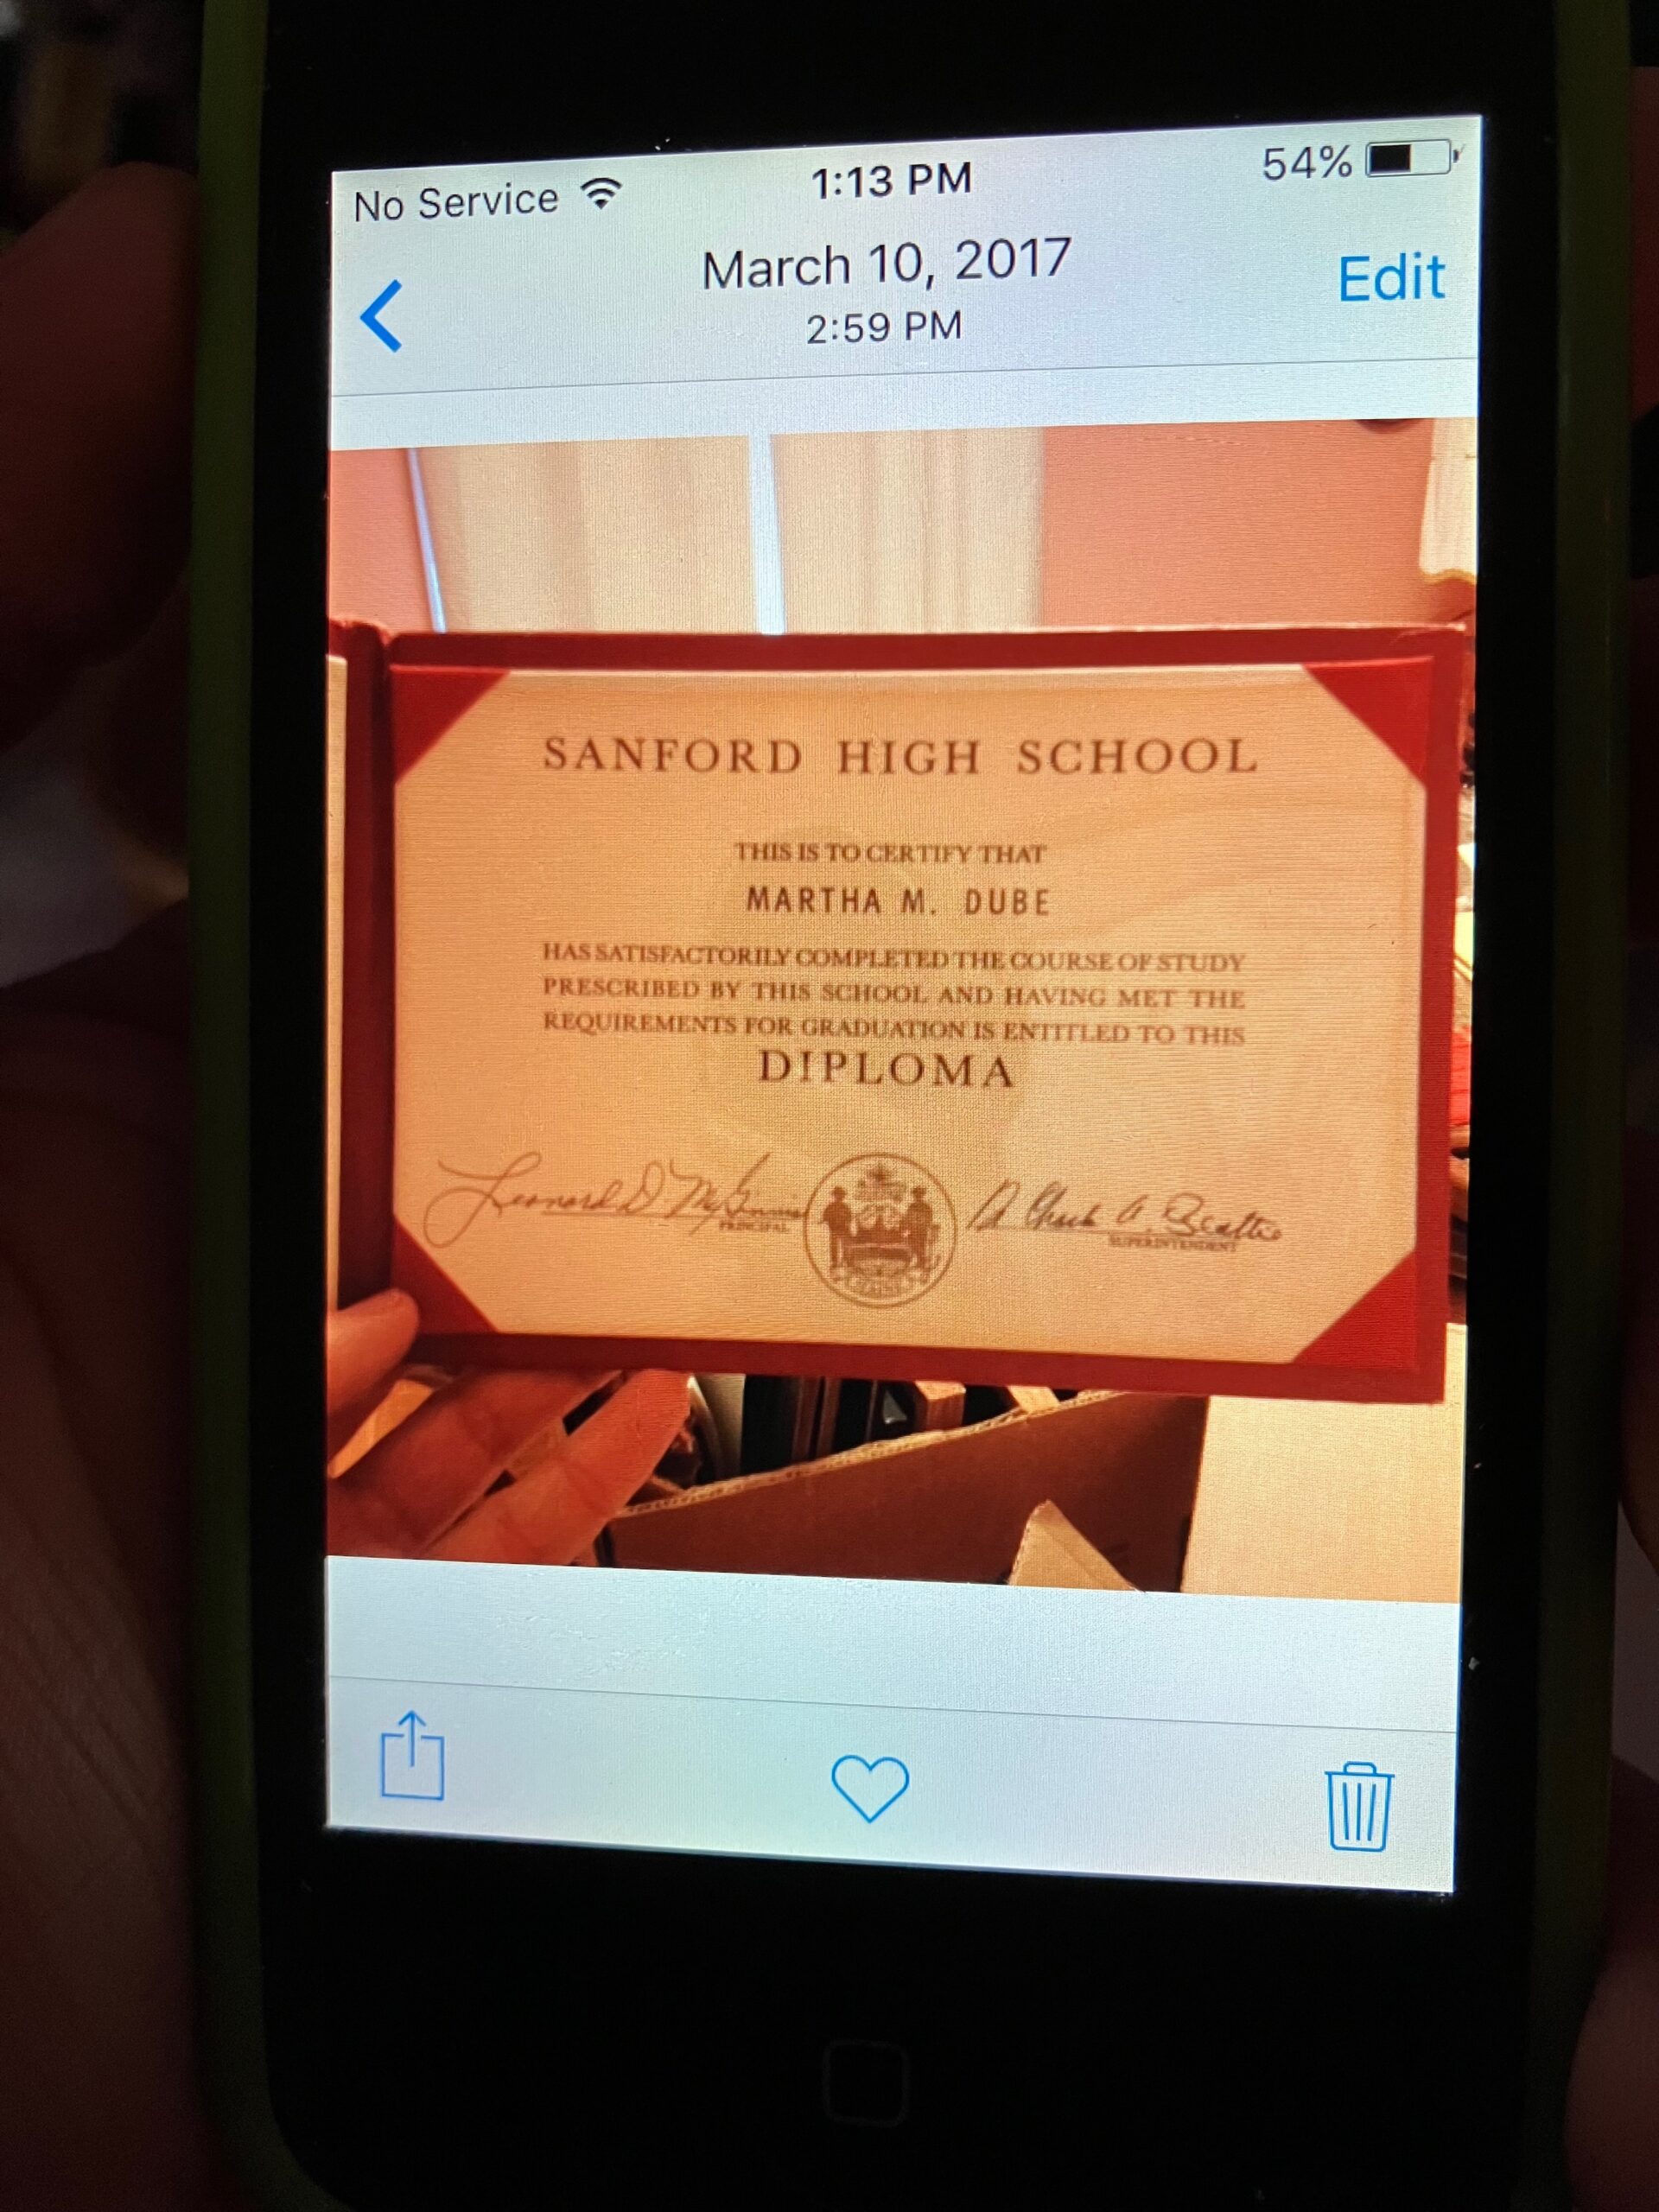 No Service 1:13 PM 54%
March 10, 2017
Edit
2:59 PM
SANFORD HIGH SCHOOL
THIS IS TO CERTIFY THAT
MARTHA M. DUBE
HAS SATISFACTORILY COMPLETED THE COURSE OF STUDY
PRESCRIBED BY THIS SCHOOL AND HAVING MET THE
REQUIREMENTS FOR GRADUATION IS ENTITLED TO THIS
DIPLOMA
Leonard D.
PRINCIPAL
SUPERINTENDENT